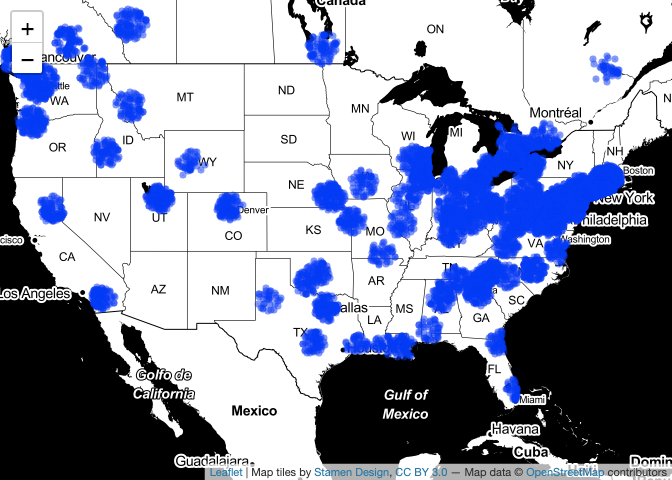 Canada
+
−
ON
ancouver
ttle
WA
MT
ND
MN
Montréal
OR
ID
WY
SD
WI
MI
NY
NH
Boston
New York
NE
Philadelphia
NV
UT
Denver
CO
KS
MO
VA
Washington
cisco
CA
Los Angeles
AZ
NM
AR
TN
SC
MS
GA
allas
LA
TX
FL
Golfo de
California
Gulf of
Mexico
Mexico
Miami
Havana
Cuba
Guadalajara
Leaflet | Map tiles by Stamen Design, CC BY 3.0 — Map data © OpenStreetMap contributors